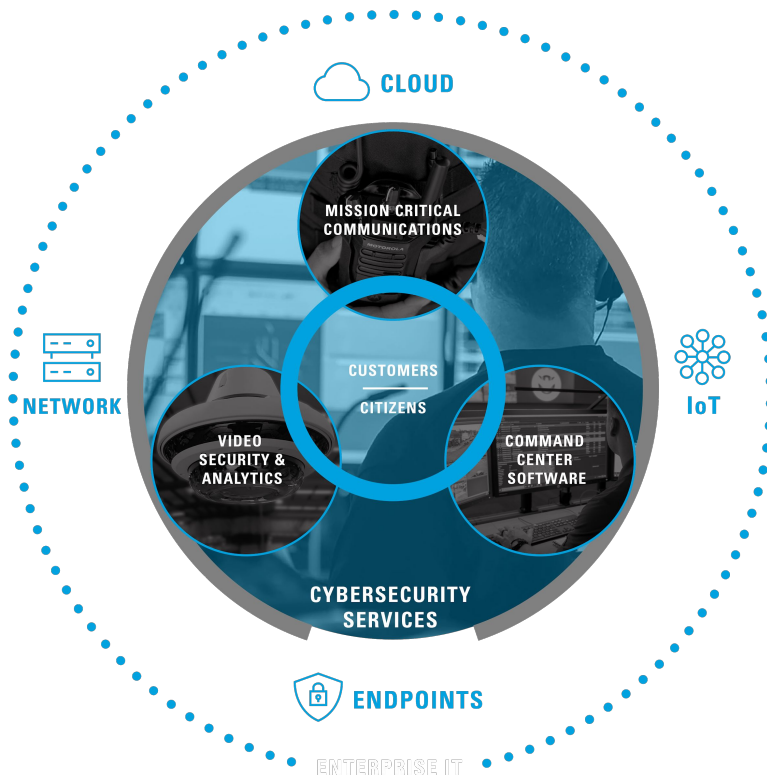 CLOUD
MISSION CRITICAL
COMMUNICATIONS
MOTOROLA
CUSTOMERS
CITIZENS
NETWORK
IoT
VIDEO
SECURITY &
ANALYTICS
COMMAND
CENTER
SOFTWARE
CYBERSECURITY
SERVICES
ENDPOINTS
ENTERPRISE IT